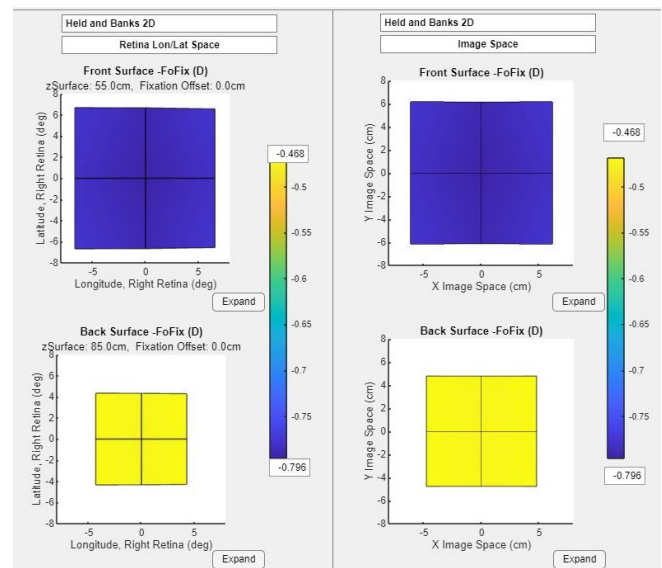 Held and Banks 2D
Retina Lon/Lat Space
Front Surface -FoFix (D)
zSurface: 55.0cm, Fixation Offset: 0.0cm
8
6
4
2
0
-2
-4
-6
-8
Latitude, Right Retina (deg)
-5
0
5
Longitude, Right Retina (deg)
Expand
Back Surface -FoFix (D)
zSurface: 85.0cm, Fixation Offset: 0.0cm
8
6
4
2
0
-2
-4
-6
-8
Latitude, Right Retina (deg)
-5
0
5
Longitude, Right Retina (deg)
Expand
-0.468
-0.5
-0.55
-0.6
-0.65
-0.7
-0.75
-0.796
Held and Banks 2D
Image Space
Front Surface -FoFix (D)
8
6
4
2
0
-2
-4
-6
-8
Y Image Space (cm)
-5
0
5
X Image Space (cm)
Expand
Back Surface -FoFix (D)
8
6
4
2
0
-2
-4
-6
-8
Y Image Space (cm)
-5
0
5
X Image Space (cm)
Expand
-0.468
-0.5
-0.55
-0.6
-0.65
-0.7
-0.75
-0.796